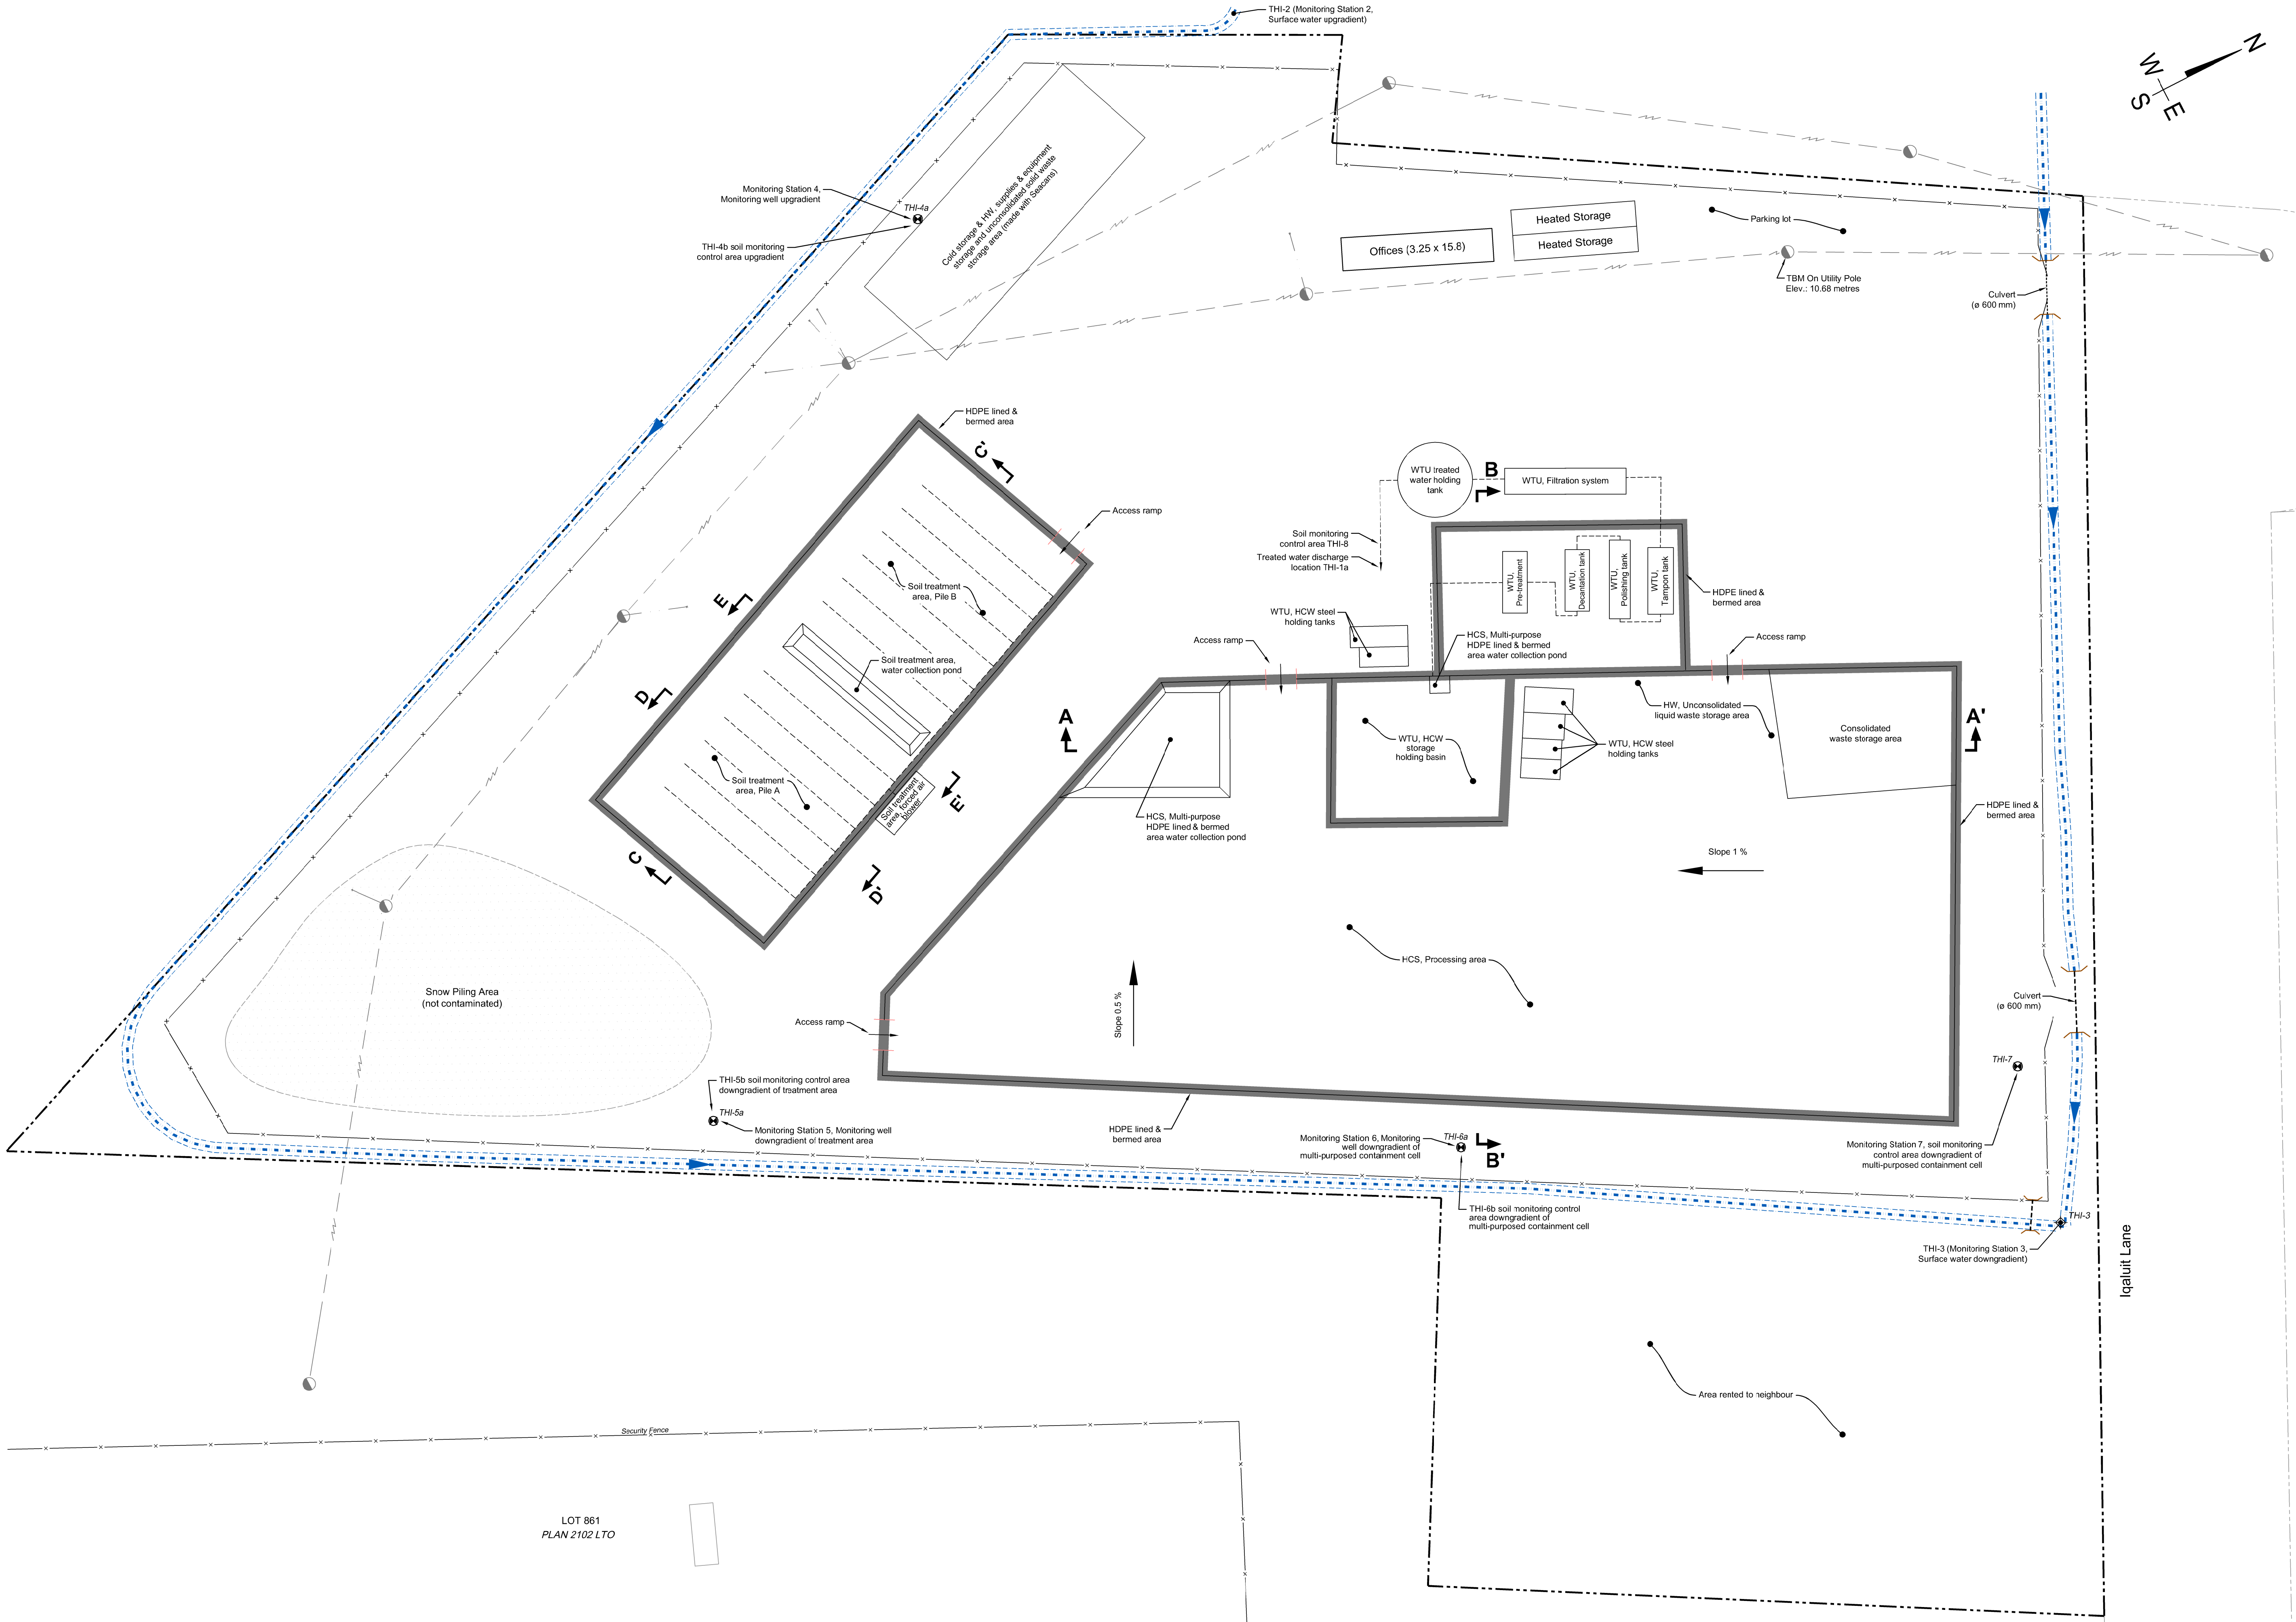 THI-2 (Monitoring Station 2,
Surface water upgradient)
N
W
S
E
Monitoring Station 4,
Monitoring well upgradient
THI-4a
THI-4b soil monitoring
control area upgradient
Cold storage & HW, supplies & equipment
storage and unconsolidated solid waste
storage area (made with Seacans)
Offices (3.25 x 15.8)
Heated Storage
Heated Storage
Parking lot
TBM On Utility Pole
Elev.: 10.68 metres
Culvert
(ø 600 mm)
HDPE lined &
bermed area
C'
Access ramp
Soil treatment
area, Pile B
E
Soil treatment area,
water collection pond
D
Soil treatment
area, Pile A
Soil treatment
area, forced air
blower
E'
D'
C
WTU treated
water holding
tank
B
WTU, Filtration system
Soil monitoring
control area THI-8
Treated water discharge
location THI-1a
WTU,
Pre-treatment
WTU,
Decantation tank
WTU,
Polishing tank
WTU,
Tampon tank
HDPE lined &
bermed area
WTU, HCW steel
holding tanks
Access ramp
HCS, Multi-purpose
HDPE lined & bermed
area water collection pond
Access ramp
A
A'
HCS, Multi-purpose
HDPE lined & bermed
area water collection pond
WTU, HCW
storage
holding basin
WTU, HCW steel
holding tanks
HW, Unconsolidated
liquid waste storage area
Consolidated
waste storage area
HDPE lined &
bermed area
Slope 1 %
HCS, Processing area
Slope 0.5 %
Snow Piling Area
(not contaminated)
Access ramp
Culvert
(ø 600 mm)
THI-7
THI-5b soil monitoring control area
downgradient of treatment area
THI-5a
Monitoring Station 5, Monitoring well
downgradient of treatment area
HDPE lined &
bermed area
Monitoring Station 6, Monitoring
well downgradient of
multi-purposed containment cell
THI-6a
B'
Monitoring Station 7, soil monitoring
control area downgradient of
multi-purposed containment cell
THI-6b soil monitoring control
area downgradient of
multi-purposed containment cell
THI-3
THI-3 (Monitoring Station 3,
Surface water downgradient)
Iqaluit Lane
Area rented to neighbour
Security Fence
LOT 861
PLAN 2102 LTO